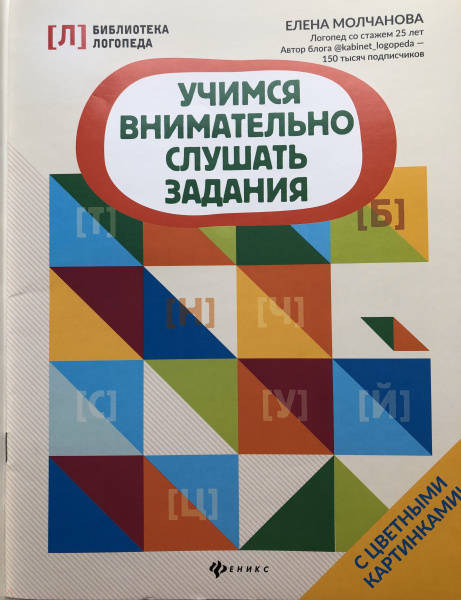 [Л] БИБЛИОТЕКА
ЛОГОПЕДА
ЕЛЕНА МОЛЧАНОВА
Логопед со стажем 25 лет
Автор блога @kabinet_logopeda —
150 тысяч подписчиков
УЧИМСЯ
ВНИМАТЕЛЬНО
СЛУШАТЬ
ЗАДАНИЯ
[Т] [Б]
[Н] [Ч]
[С] [У] [Й]
[Ц]
С ЦВЕТНЫМИ
КАРТИНКАМИ!
ФЕНИКС